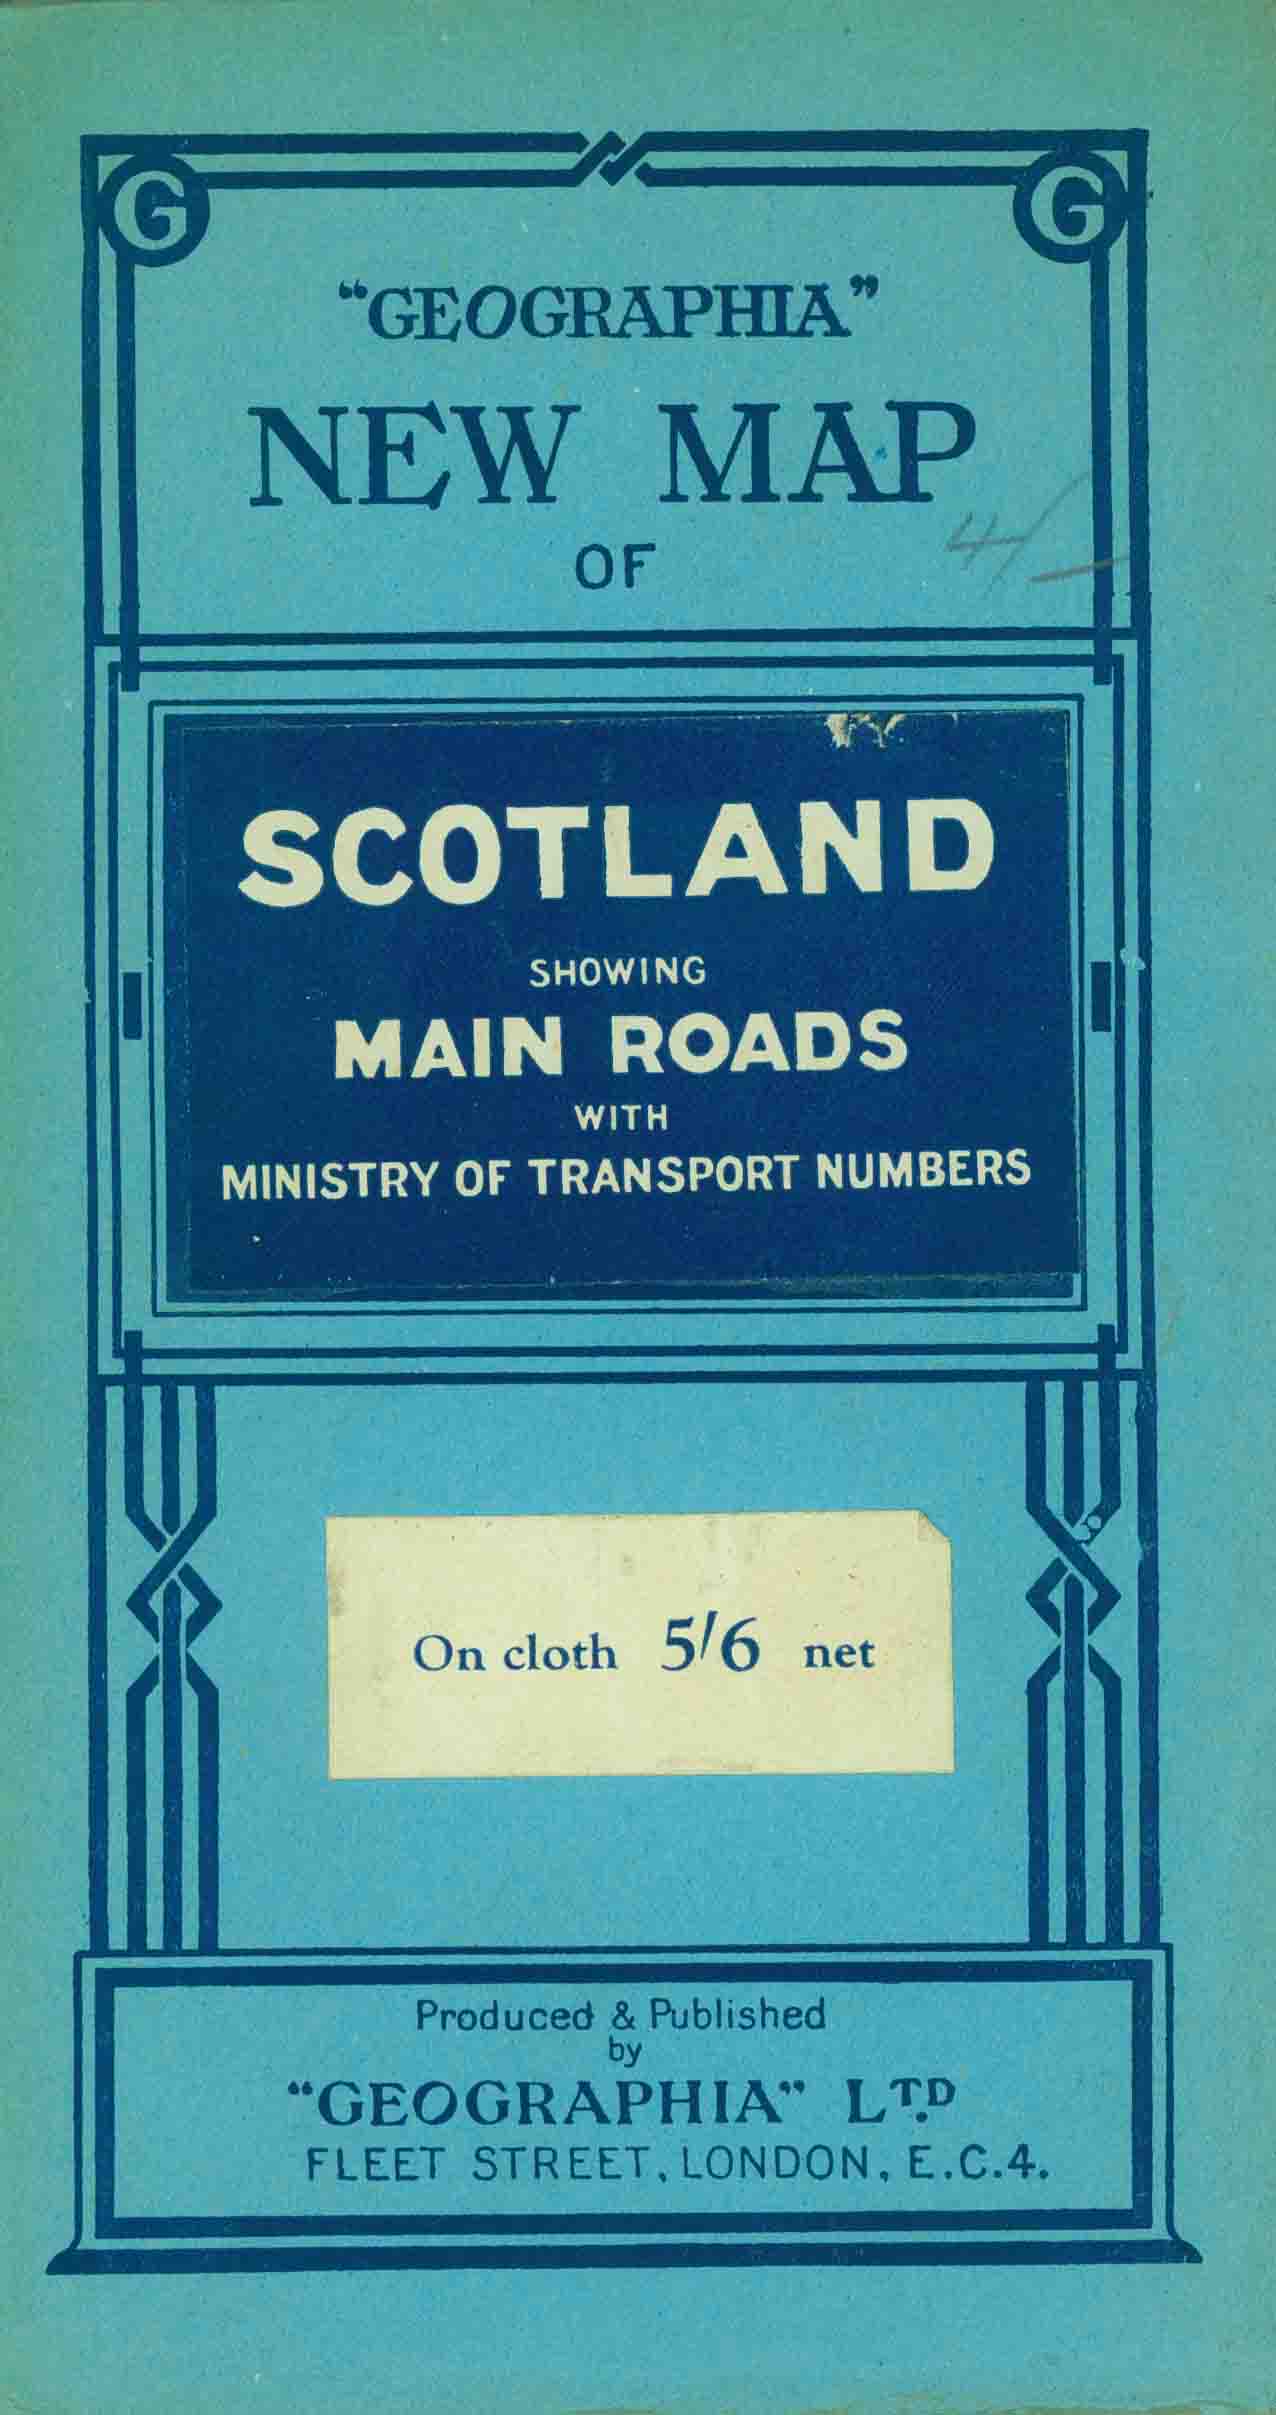 G G
“GEOGRAPHIA”
NEW MAP
OF
4/-
SCOTLAND
SHOWING
MAIN ROADS
WITH
MINISTRY OF TRANSPORT NUMBERS
On cloth 5/6 net
Produced & Published
by
“GEOGRAPHIA” LTD
FLEET STREET, LONDON, E.C.4.